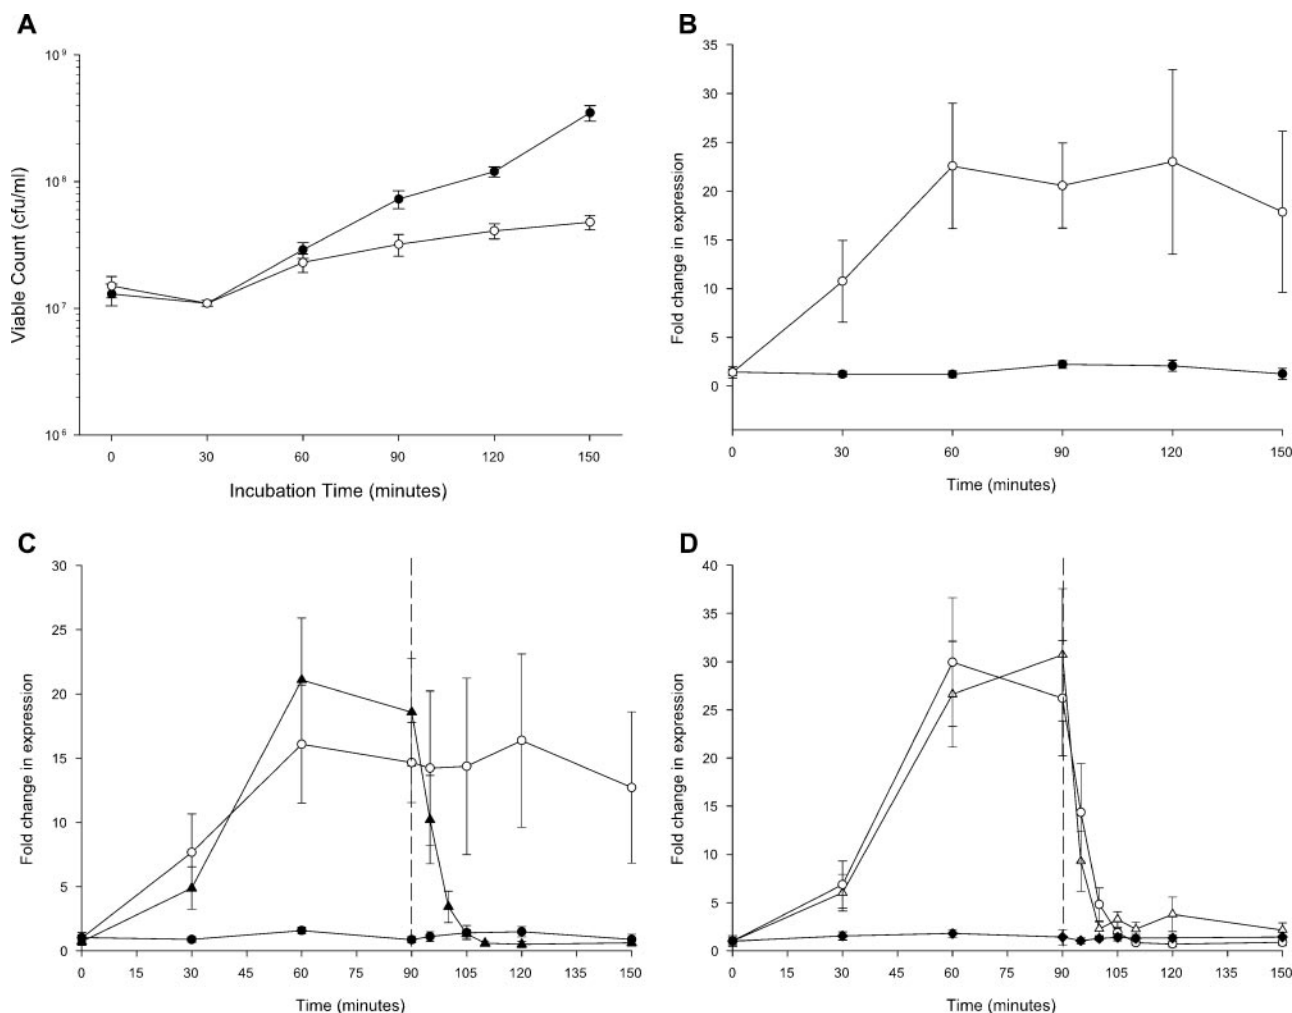 A
10⁹
10⁸
10⁷
10⁶
Viable Count (cfu/ml)
0 30 60 90 120 150
Incubation Time (minutes)
B
35
30
25
20
15
10
5
0
Fold change in expression
0 30 60 90 120 150
Time (minutes)
C
30
25
20
15
10
5
0
Fold change in expression
0 15 30 45 60 75 90 105 120 135 150
Time (minutes)
D
40
35
30
25
20
15
10
5
0
Fold change in expression
0 15 30 45 60 75 90 105 120 135 150
Time (minutes)